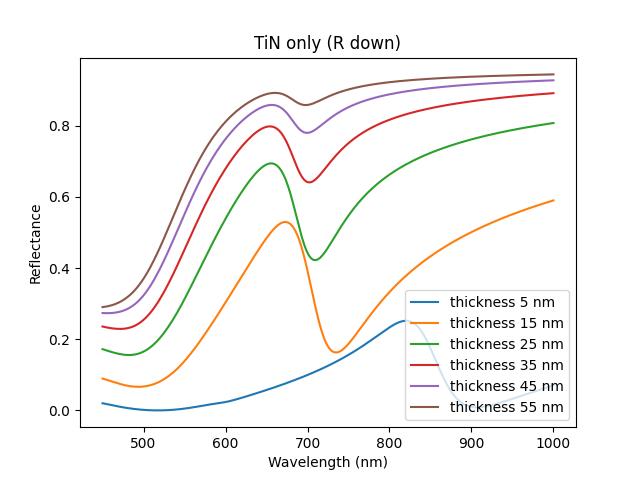 TiN only (R down)
Reflectance
0.8
0.6
0.4
0.2
0.0
thickness 5 nm
thickness 15 nm
thickness 25 nm
thickness 35 nm
thickness 45 nm
thickness 55 nm
500 600 700 800 900 1000
Wavelength (nm)